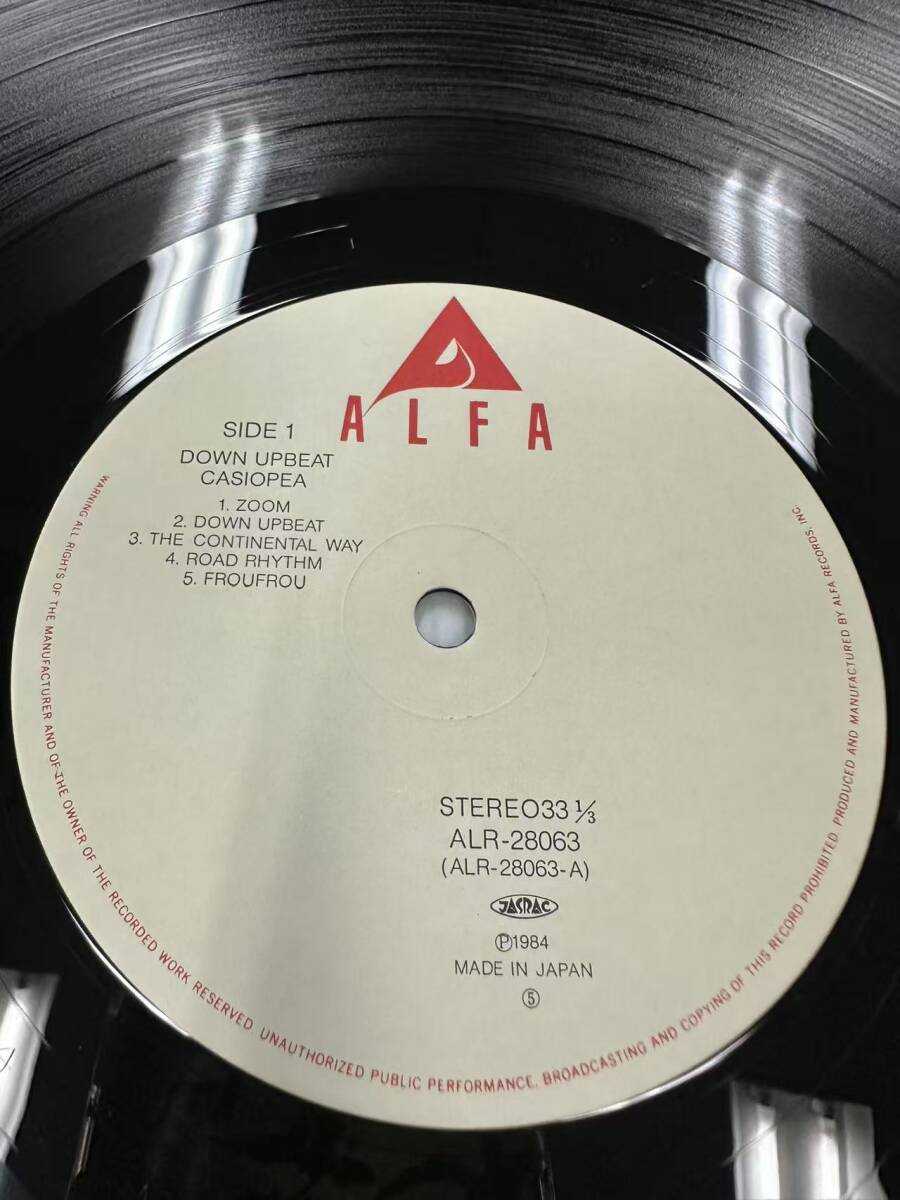 ALFA
SIDE 1
DOWN UPBEAT
CASIOPEA
1. ZOOM
2. DOWN UPBEAT
3. THE CONTINENTAL WAY
4. ROAD RHYTHM
5. FROUFROU
STEREO33 ⅓
ALR-28063
(ALR-28063-A)
JASRAC
Ⓟ1984
MADE IN JAPAN
⑤
WARNING ALL RIGHTS OF THE MANUFACTURER AND OF THE OWNER OF THE RECORDED WORK RESERVED UNAUTHORIZED PUBLIC PERFORMANCE. BROADCASTING AND COPYING OF THIS RECORD PROHIBITED. PRODUCED AND MANUFACTURED BY ALFA RECORDS, INC.